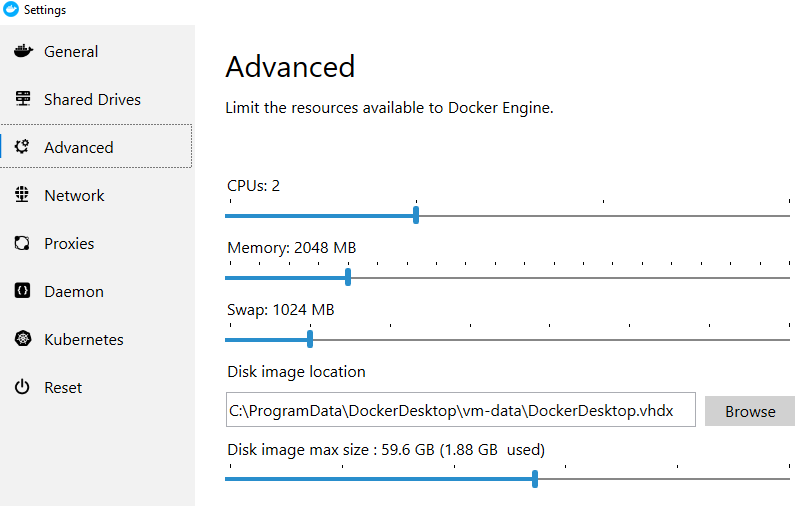 Settings
General
Shared Drives
Advanced
Network
Proxies
Daemon
Kubernetes
Reset
Advanced
Limit the resources available to Docker Engine.
CPUs: 2
Memory: 2048 MB
Swap: 1024 MB
Disk image location
C:\ProgramData\DockerDesktop\vm-data\DockerDesktop.vhdx
Browse
Disk image max size : 59.6 GB (1.88 GB  used)